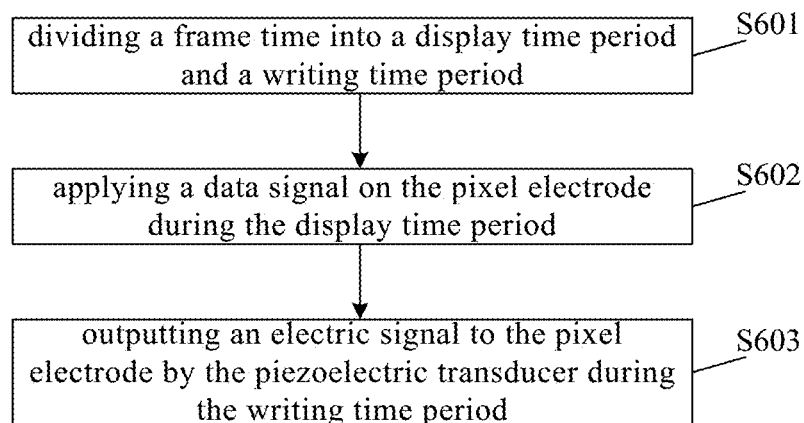 dividing a frame time into a display time period
and a writing time period
S601
applying a data signal on the pixel electrode
during the display time period
S602
outputting an electric signal to the pixel
electrode by the piezoelectric transducer during
the writing time period
S603